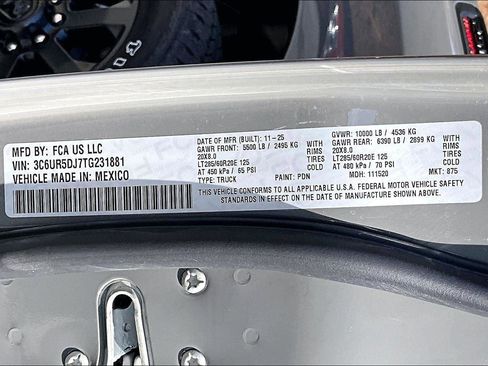 MFD BY: FCA US LLC
VIN: 3C6UR5DJ7TG231881
VEHICLE MADE IN: MEXICO
DATE OF MFR (BUILT): 11-25
GAWR FRONT: 5500 LB / 2495 KG
20X8.0 WITH RIMS
LT285/60R20E 125 TIRES
AT 450 kPa / 65 PSI COLD
TYPE: TRUCK PAINT: PDN
GVWR: 10000 LB / 4536 KG
GAWR REAR: 6390 LB / 2899 KG
20X8.0 WITH RIMS
LT285/60R20E 125 TIRES
AT 480 kPa / 70 PSI COLD
MDH: 111520 MKT: 875
THIS VEHICLE CONFORMS TO ALL APPLICABLE U.S.A. FEDERAL MOTOR VEHICLE SAFETY
STANDARDS IN EFFECT ON THE DATE OF MANUFACTURE SHOWN ABOVE.